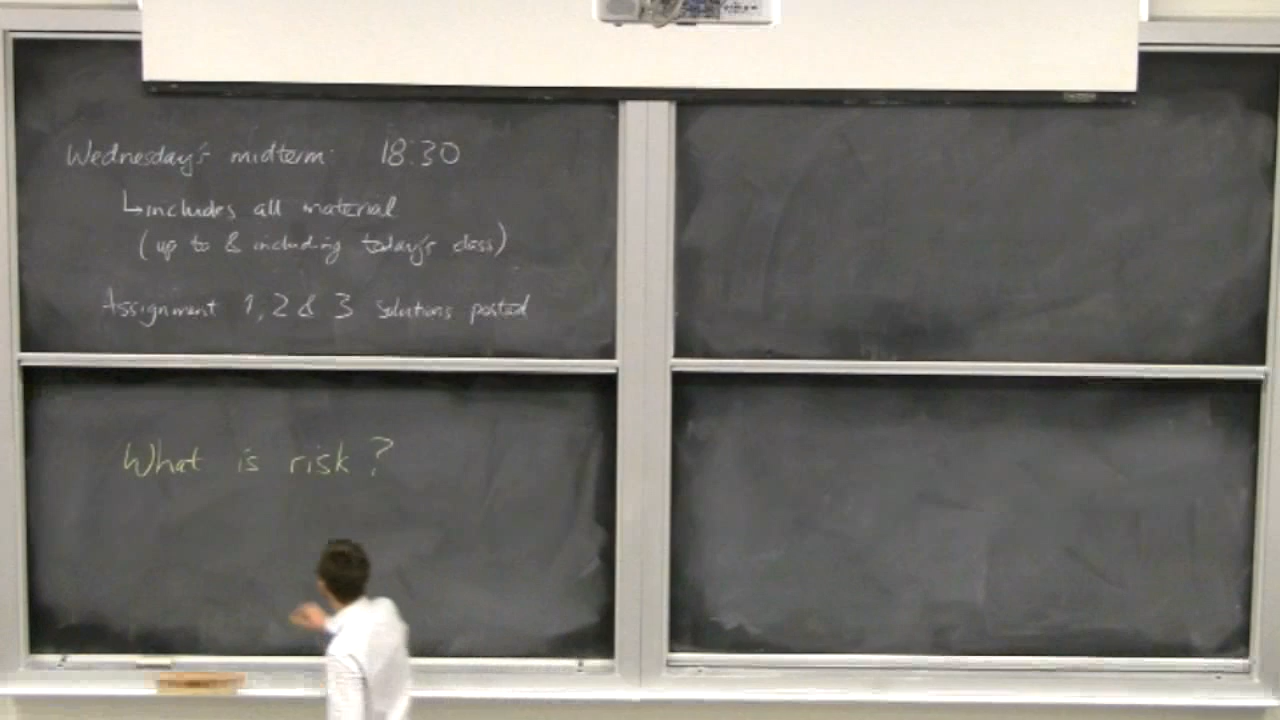 Wednesday's midterm: 18:30
↳ includes all material
(up to & including today's class)
Assignment 1, 2 & 3 solutions posted
What is risk?